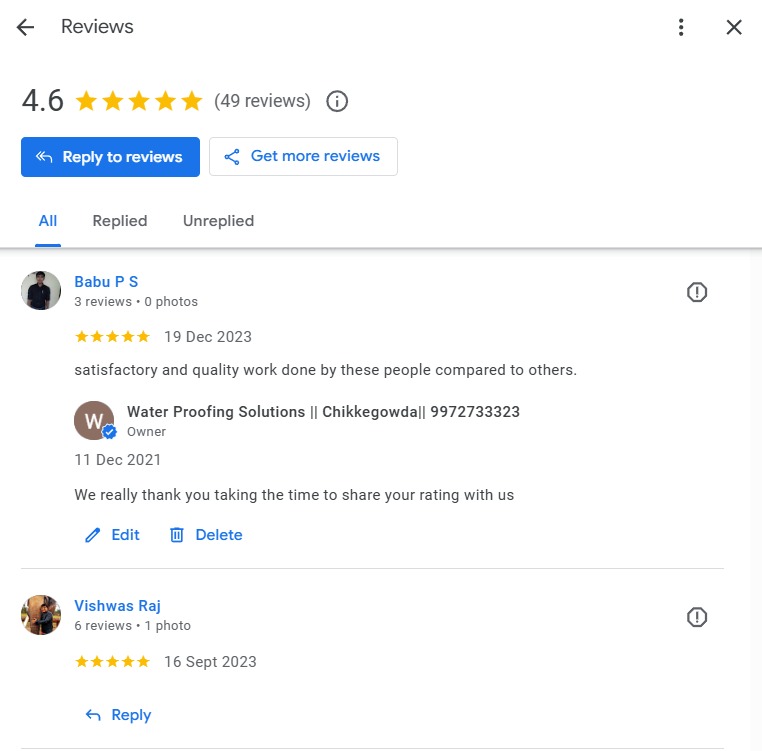 Reviews
4.6 (49 reviews)
Reply to reviews
Get more reviews
All Replied Unreplied
Babu P S
3 reviews • 0 photos
19 Dec 2023
satisfactory and quality work done by these people compared to others.
W
Water Proofing Solutions || Chikkegowda|| 9972733323
Owner
11 Dec 2021
We really thank you taking the time to share your rating with us
Edit Delete
Vishwas Raj
6 reviews • 1 photo
16 Sept 2023
Reply